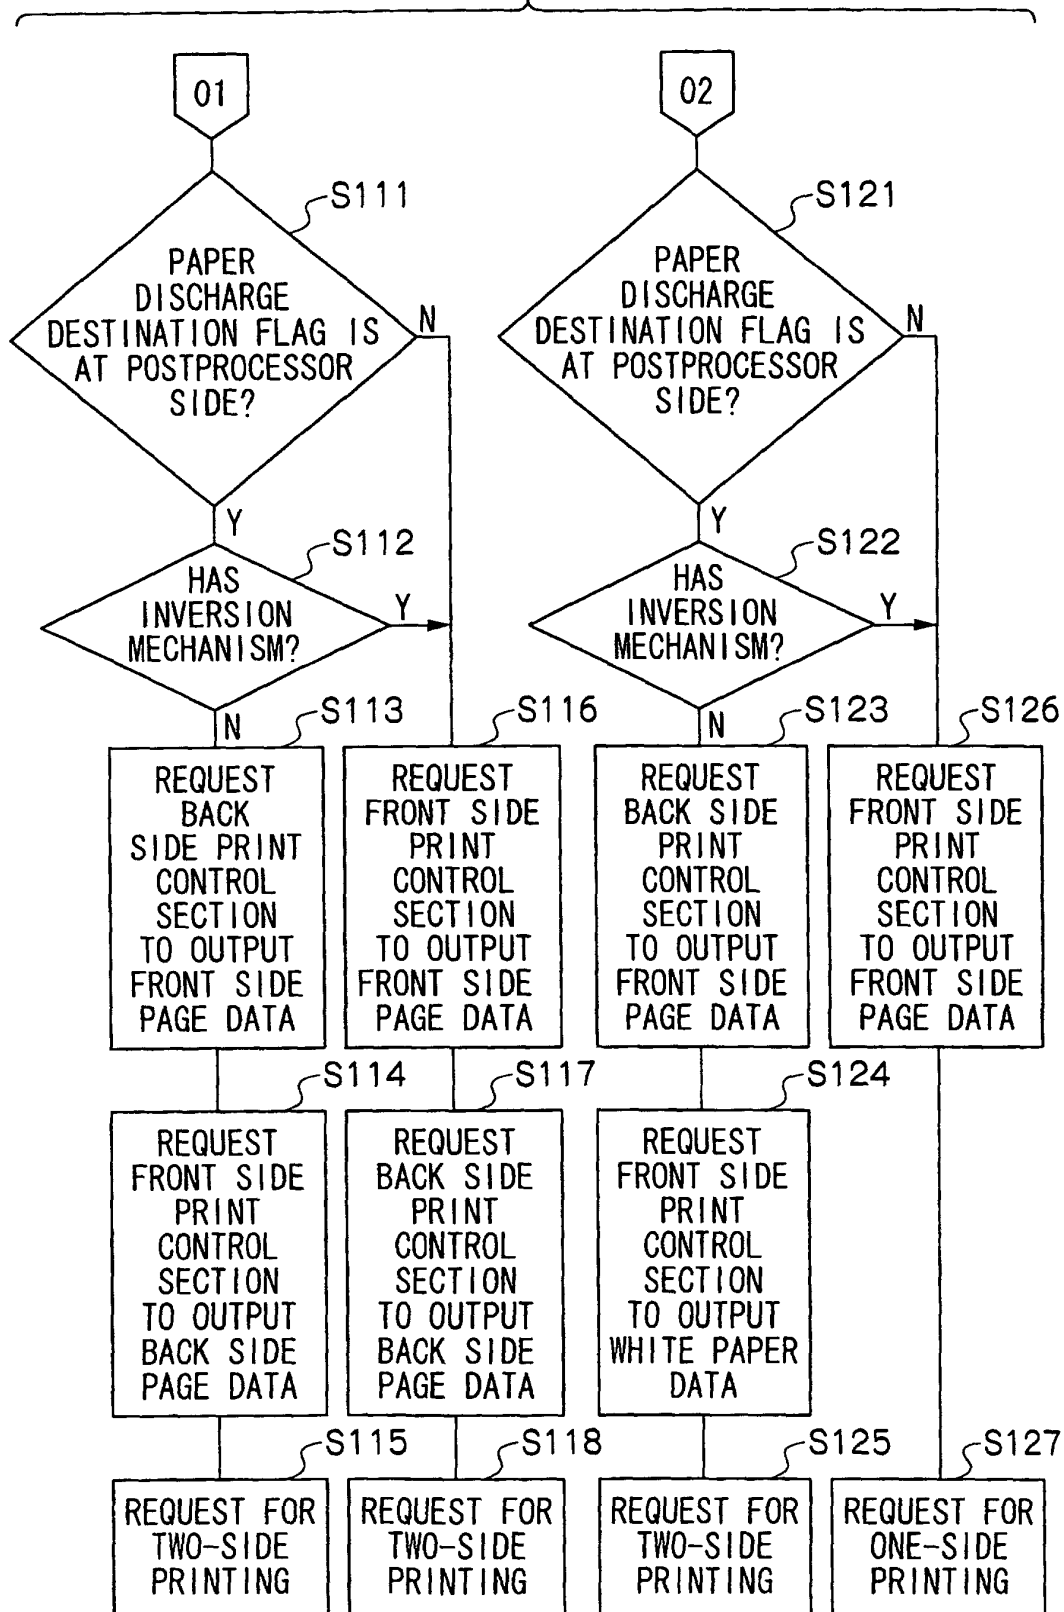 01
S111
PAPER
DISCHARGE
DESTINATION FLAG IS
AT POSTPROCESSOR
SIDE?
N
Y
S112
HAS
INVERSION
MECHANISM?
Y
N
S113
REQUEST
BACK
SIDE PRINT
CONTROL
SECTION
TO OUTPUT
FRONT SIDE
PAGE DATA
S114
REQUEST
FRONT SIDE
PRINT
CONTROL
SECTION
TO OUTPUT
BACK SIDE
PAGE DATA
S115
REQUEST FOR
TWO-SIDE
PRINTING
S116
REQUEST
FRONT SIDE
PRINT
CONTROL
SECTION
TO OUTPUT
FRONT SIDE
PAGE DATA
S117
REQUEST
BACK SIDE
PRINT
CONTROL
SECTION
TO OUTPUT
BACK SIDE
PAGE DATA
S118
REQUEST FOR
TWO-SIDE
PRINTING
02
S121
PAPER
DISCHARGE
DESTINATION FLAG IS
AT POSTPROCESSOR
SIDE?
N
Y
S122
HAS
INVERSION
MECHANISM?
Y
N
S123
REQUEST
BACK SIDE
PRINT
CONTROL
SECTION
TO OUTPUT
FRONT SIDE
PAGE DATA
S124
REQUEST
FRONT SIDE
PRINT
CONTROL
SECTION
TO OUTPUT
WHITE PAPER
DATA
S125
REQUEST FOR
TWO-SIDE
PRINTING
S126
REQUEST
FRONT SIDE
PRINT
CONTROL
SECTION
TO OUTPUT
FRONT SIDE
PAGE DATA
S127
REQUEST FOR
ONE-SIDE
PRINTING